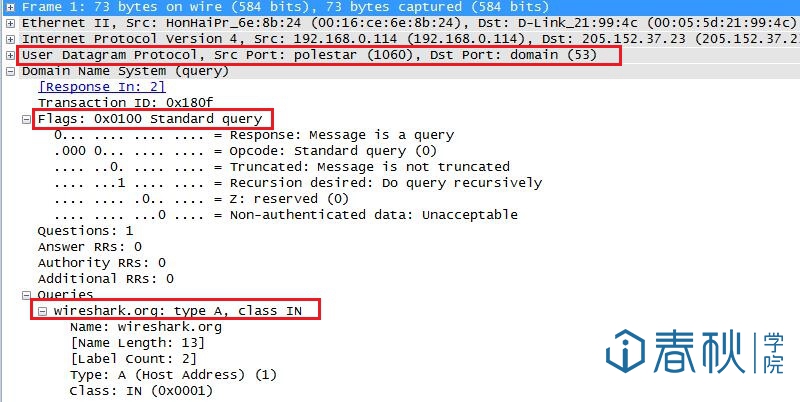 Frame 1: 73 bytes on wire (584 bits), 73 bytes captured (584 bits)
Ethernet II, Src: HonHaiPr_6e:8b:24 (00:16:ce:6e:8b:24), Dst: D-Link_21:99:4c (00:05:5d:21:99:4c)
Internet Protocol Version 4, Src: 192.168.0.114 (192.168.0.114), Dst: 205.152.37.23 (205.152.37.23
User Datagram Protocol, Src Port: polestar (1060), Dst Port: domain (53)
Domain Name System (query)
[Response In: 2]
Transaction ID: 0x180f
Flags: 0x0100 Standard query
0... .... .... .... = Response: Message is a query
.000 0... .... .... = Opcode: Standard query (0)
.... ..0. .... .... = Truncated: Message is not truncated
.... ...1 .... .... = Recursion desired: Do query recursively
.... .... .0.. .... = Z: reserved (0)
.... .... ...0 .... = Non-authenticated data: Unacceptable
Questions: 1
Answer RRs: 0
Authority RRs: 0
Additional RRs: 0
Queries
wireshark.org: type A, class IN
Name: wireshark.org
[Name Length: 13]
[Label Count: 2]
Type: A (Host Address) (1)
Class: IN (0x0001)
春秋 学院